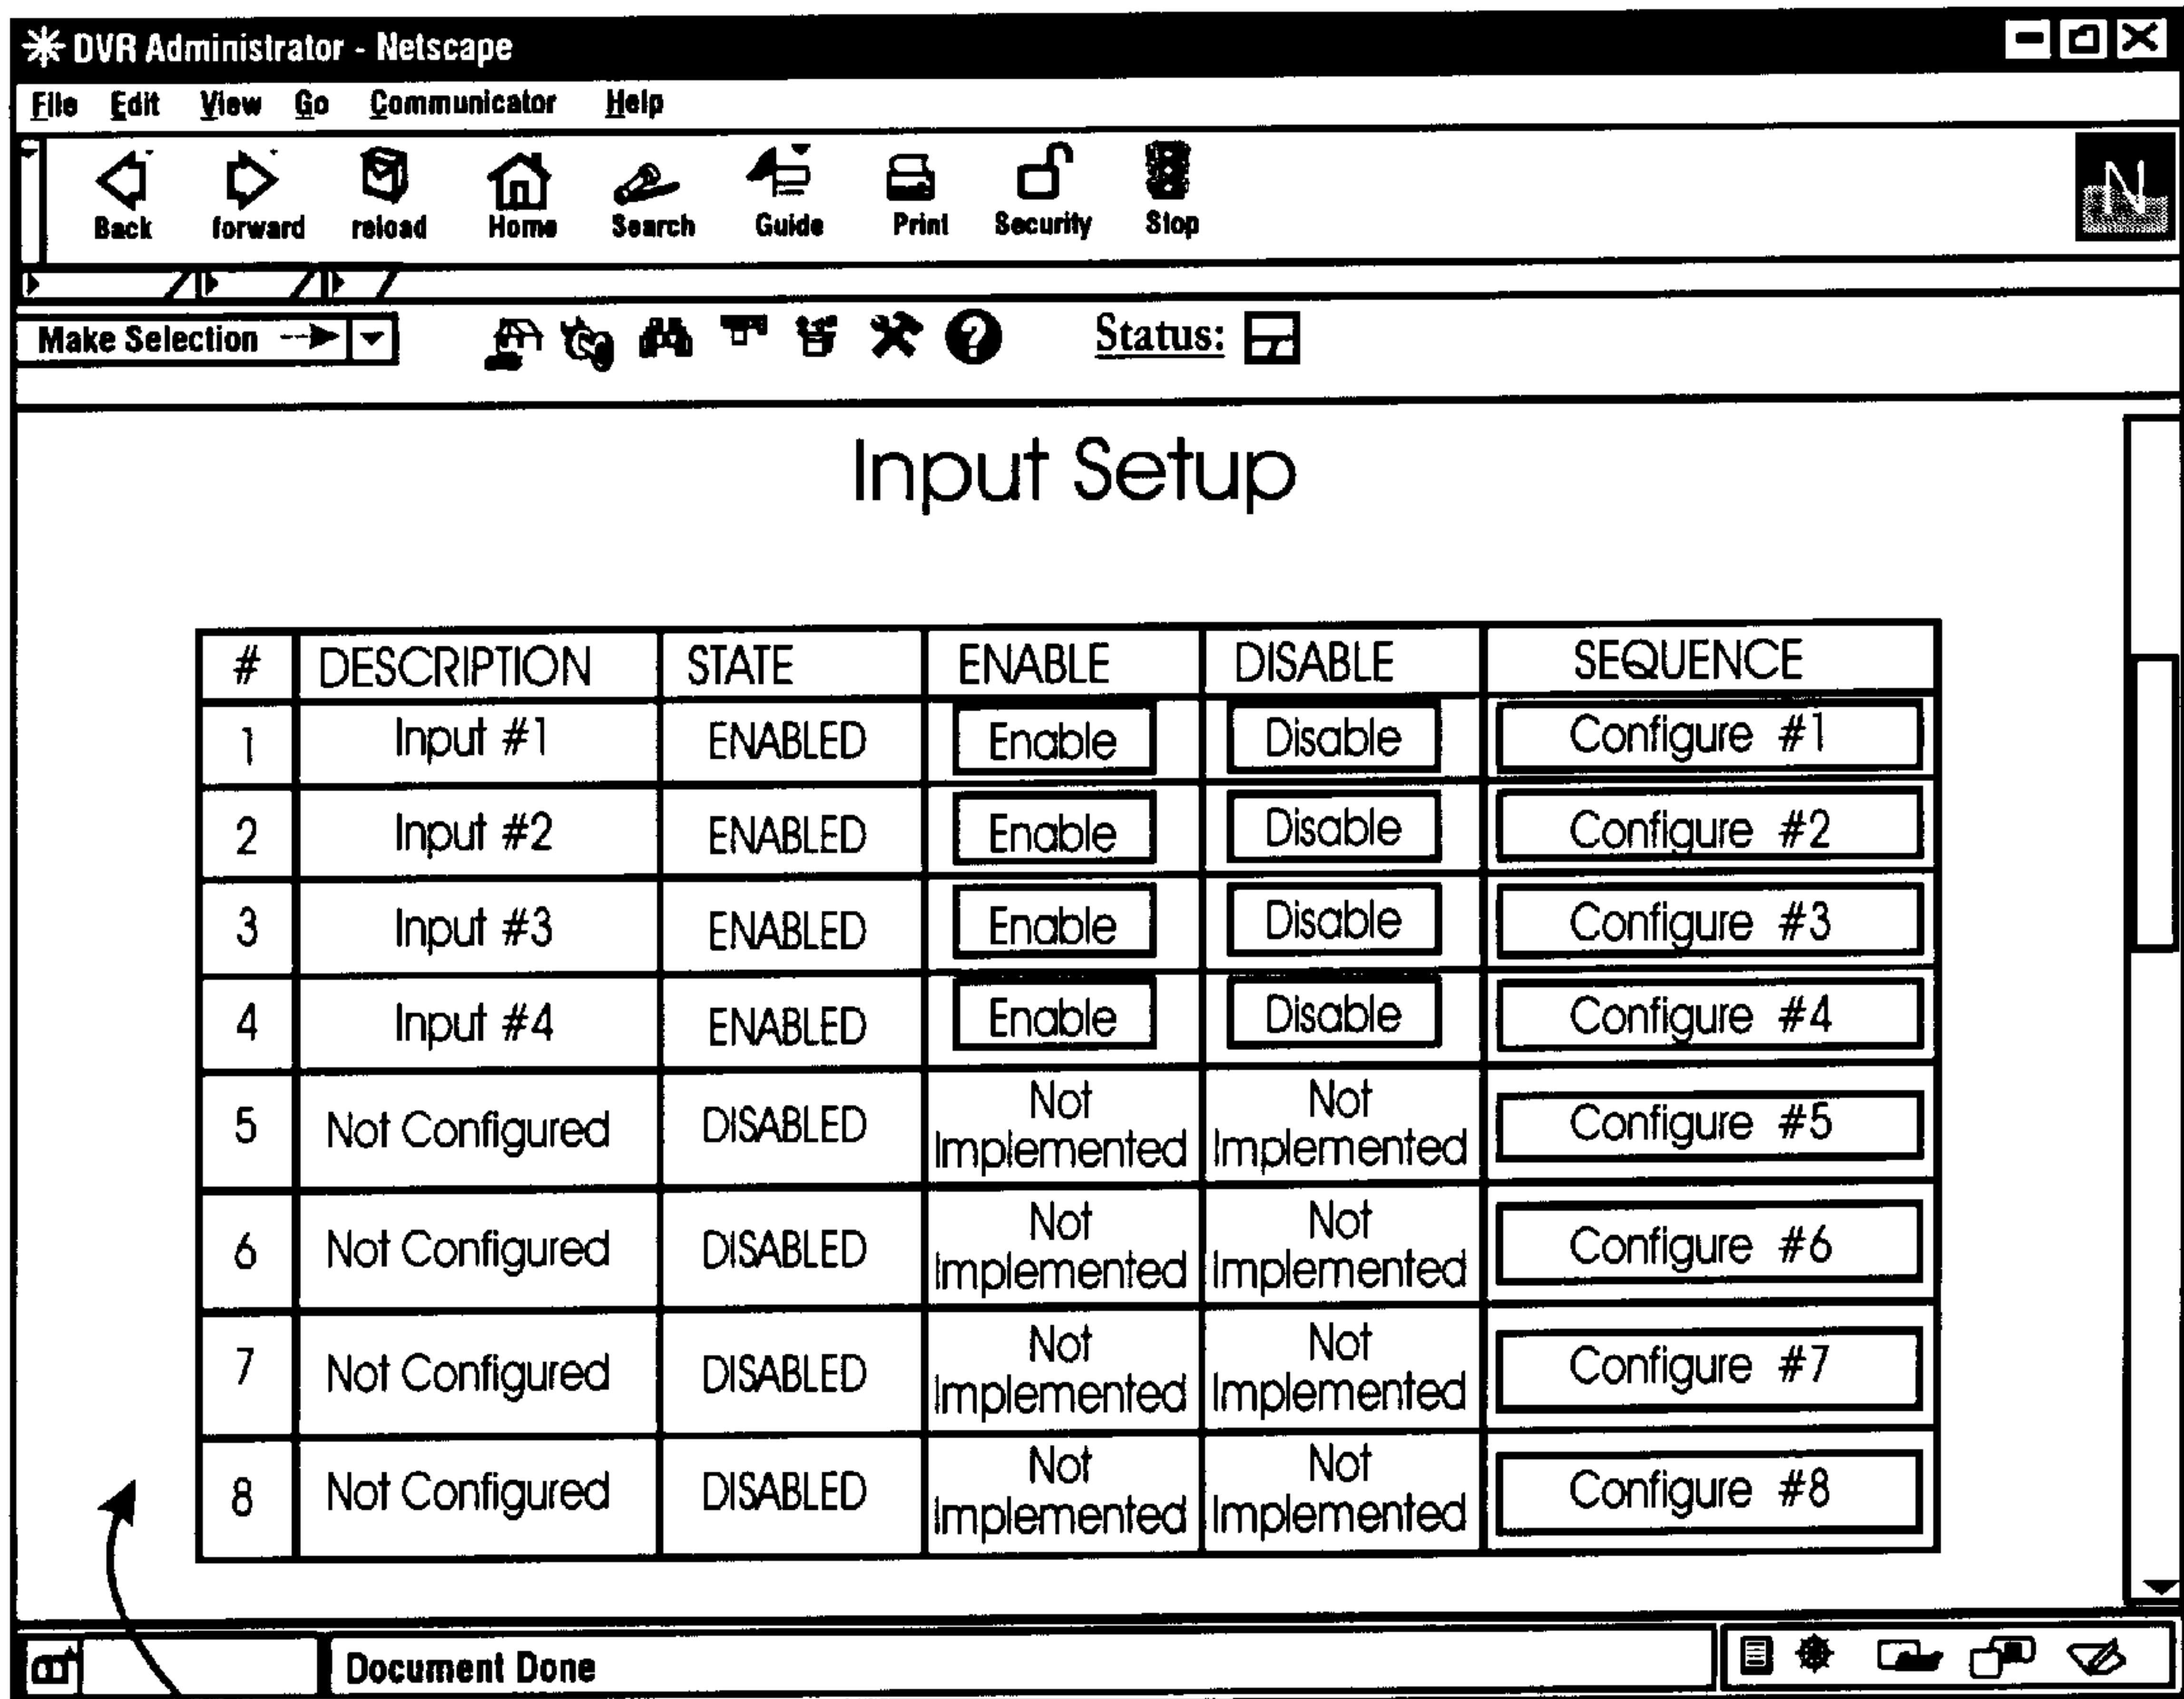 DVR Administrator - Netscape
File Edit View Go Communicator Help
Back forward reload Home Search Guide Print Security Stop
N
Make Selection
?
Status:
Input Setup
# DESCRIPTION STATE ENABLE DISABLE SEQUENCE
1 Input #1 ENABLED Enable Disable Configure #1
2 Input #2 ENABLED Enable Disable Configure #2
3 Input #3 ENABLED Enable Disable Configure #3
4 Input #4 ENABLED Enable Disable Configure #4
5 Not Configured DISABLED Not Implemented Not Implemented Configure #5
6 Not Configured DISABLED Not Implemented Not Implemented Configure #6
7 Not Configured DISABLED Not Implemented Not Implemented Configure #7
8 Not Configured DISABLED Not Implemented Not Implemented Configure #8
Document Done